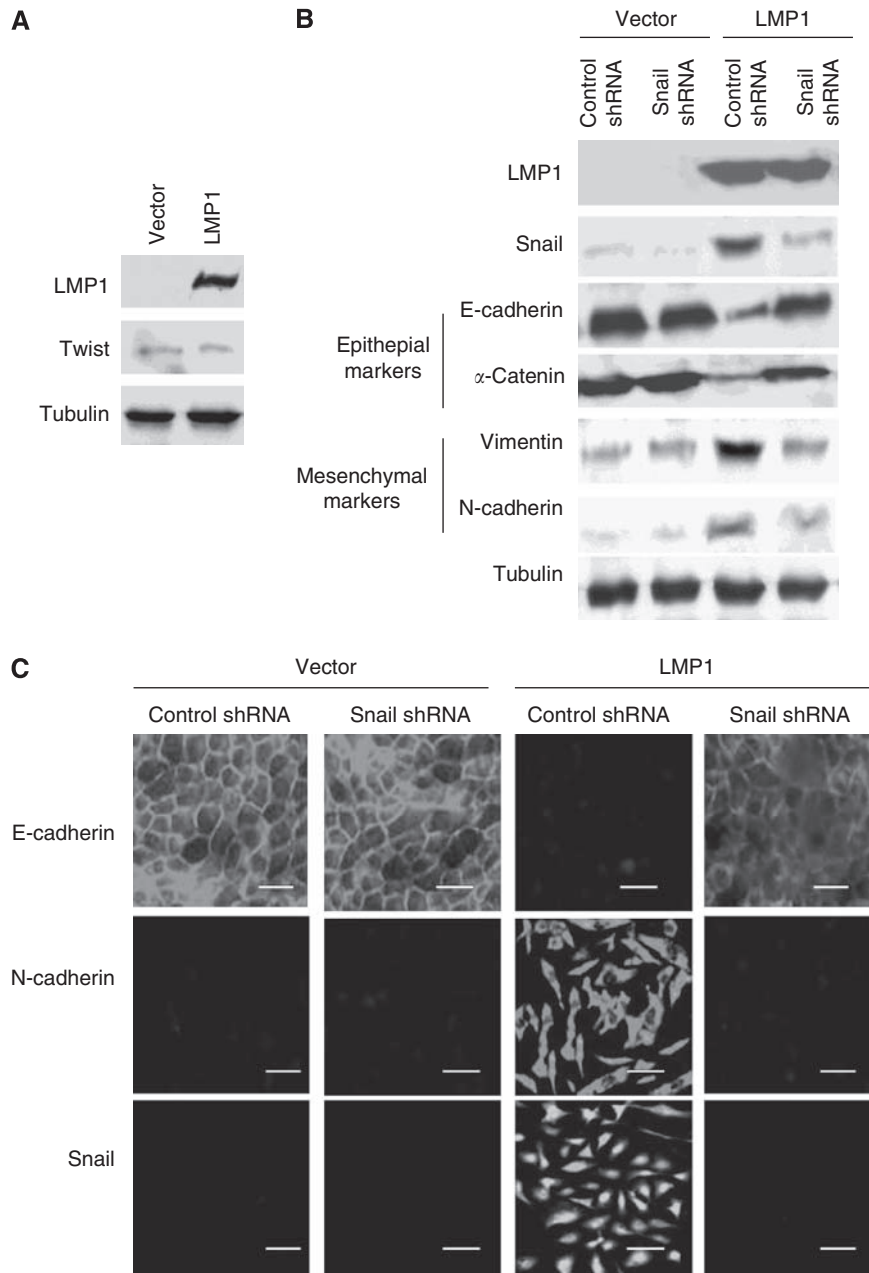 A
Vector
LMP1
LMP1
Twist
Tubulin
B
Vector
LMP1
Control
shRNA
Snail
shRNA
Control
shRNA
Snail
shRNA
LMP1
Snail
E-cadherin
Epithepial
markers
α-Catenin
Vimentin
Mesenchymal
markers
N-cadherin
Tubulin
C
Vector
LMP1
Control shRNA
Snail shRNA
Control shRNA
Snail shRNA
E-cadherin
N-cadherin
Snail